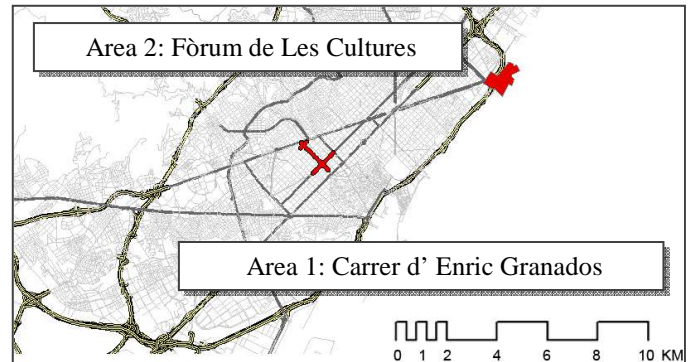 Area 2: Fòrum de Les Cultures
Area 1: Carrer d’ Enric Granados
0 1 2 4 6 8 10 KM